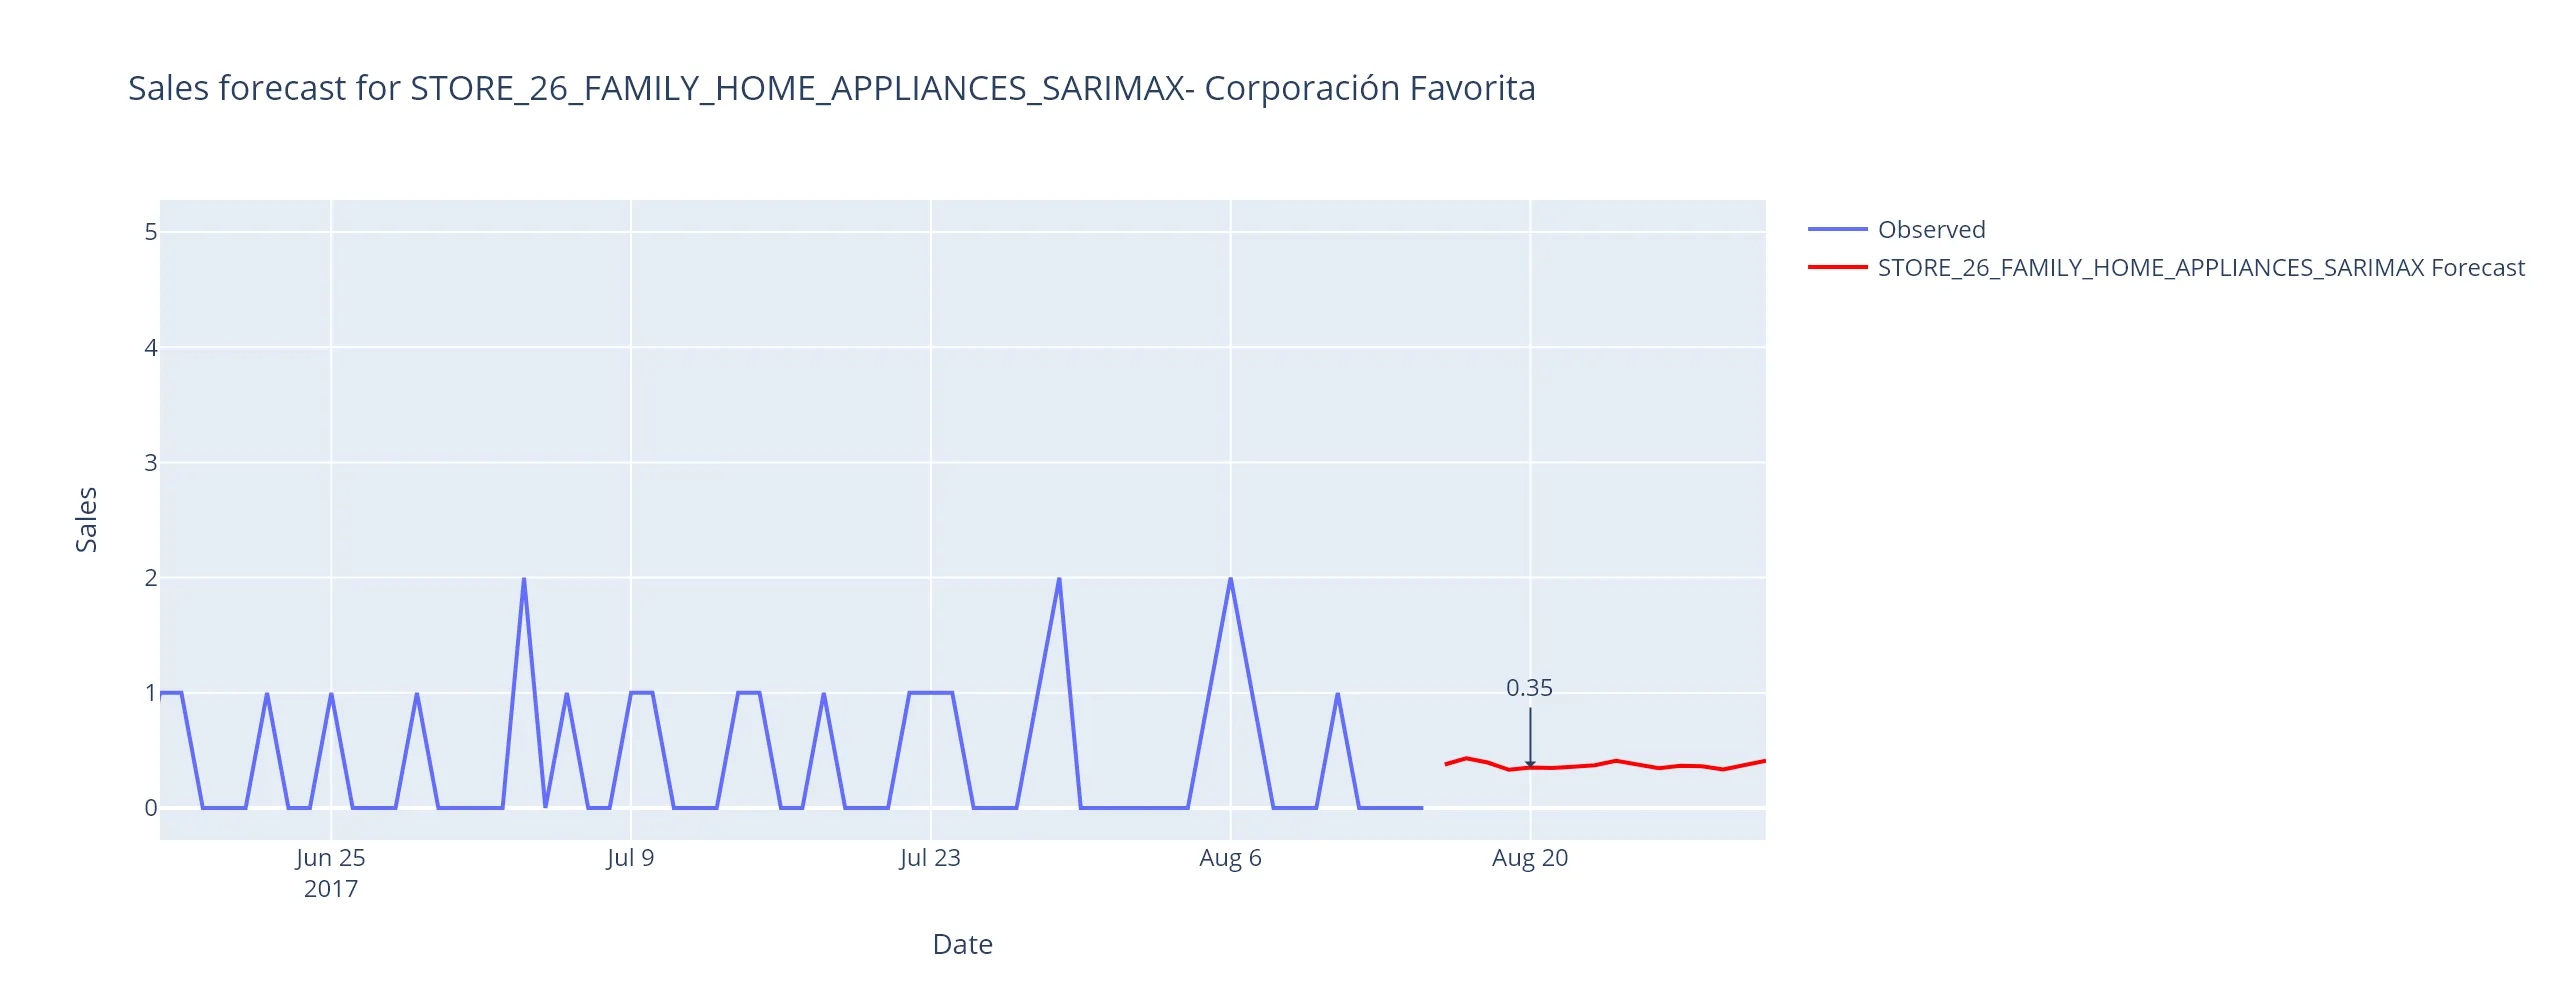 Sales forecast for STORE_26_FAMILY_HOME_APPLIANCES_SARIMAX- Corporación Favorita
Observed
STORE_26_FAMILY_HOME_APPLIANCES_SARIMAX Forecast
5
4
3
2
1
0
Sales
0.35
Jun 25
2017
Jul 9
Jul 23
Aug 6
Aug 20
Date